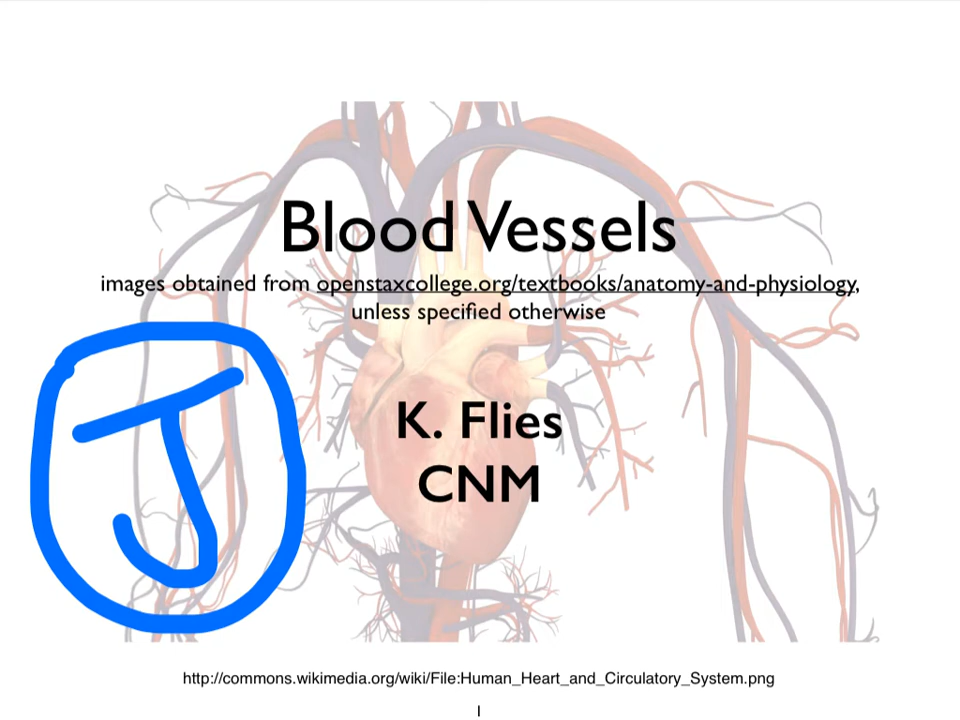 Blood Vessels
images obtained from openstaxcollege.org/textbooks/anatomy-and-physiology,
unless specified otherwise
J
K. Flies
CNM
http://commons.wikimedia.org/wiki/File:Human_Heart_and_Circulatory_System.png
1